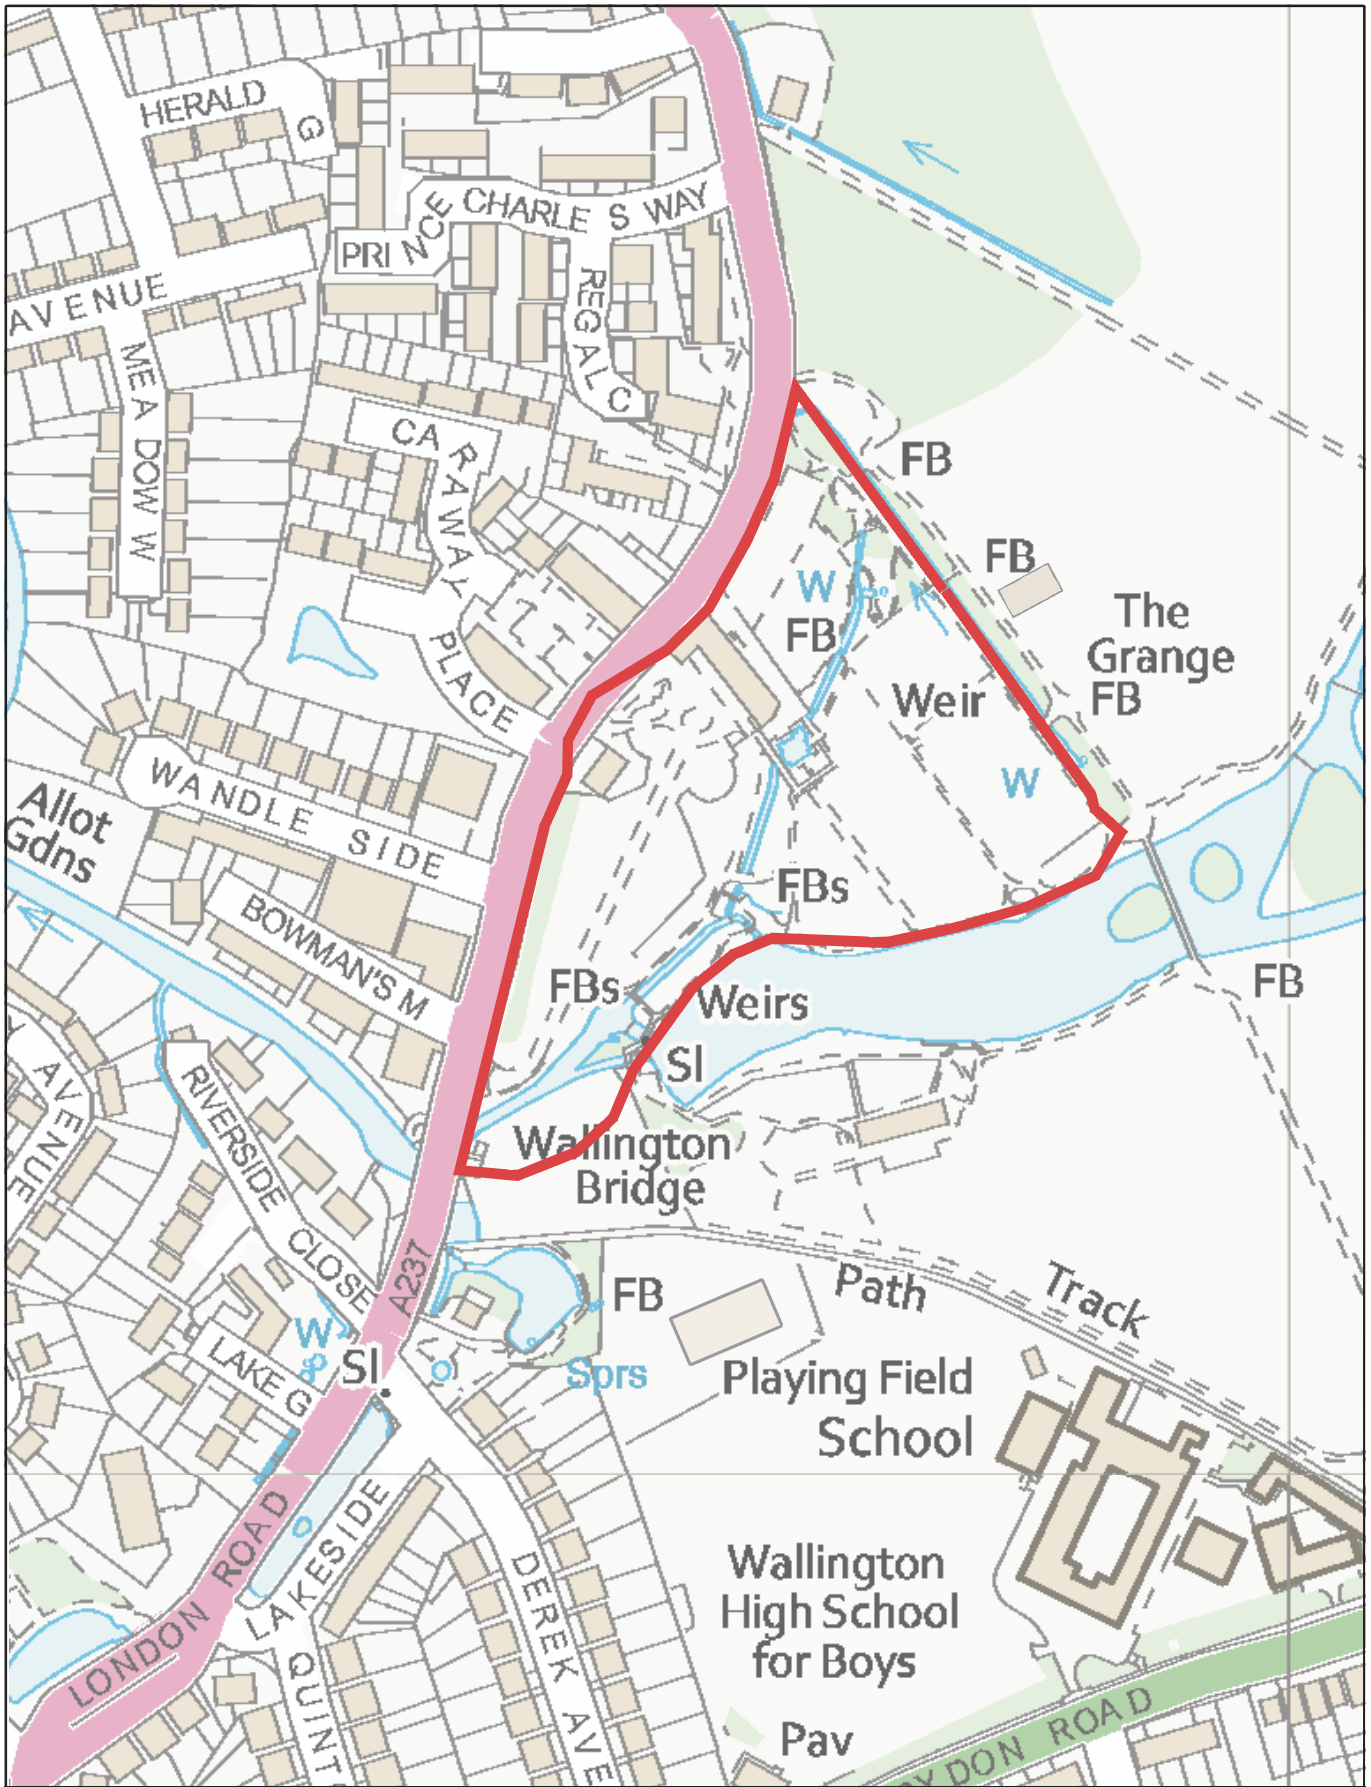 HERALD G
PRINCE CHARLES WAY
REGAL C
AVENUE
MEADOW W
CARAWAY PLACE
FB
FB
W
FB
The
Grange
FB
Weir
W
WANDLE SIDE
Allot
Gdns
BOWMAN'S M
FBs
FBs
Weirs
FB
Sl
AVENUE
RIVERSIDE CLOSE
Wallington
Bridge
A237
FB
Path
Track
W
Sl
LAKE G
Sprs
Playing Field
School
LONDON ROAD
LAKESIDE
DEREK AVE
Wallington
High School
for Boys
QUINT
Pav
YDON ROAD